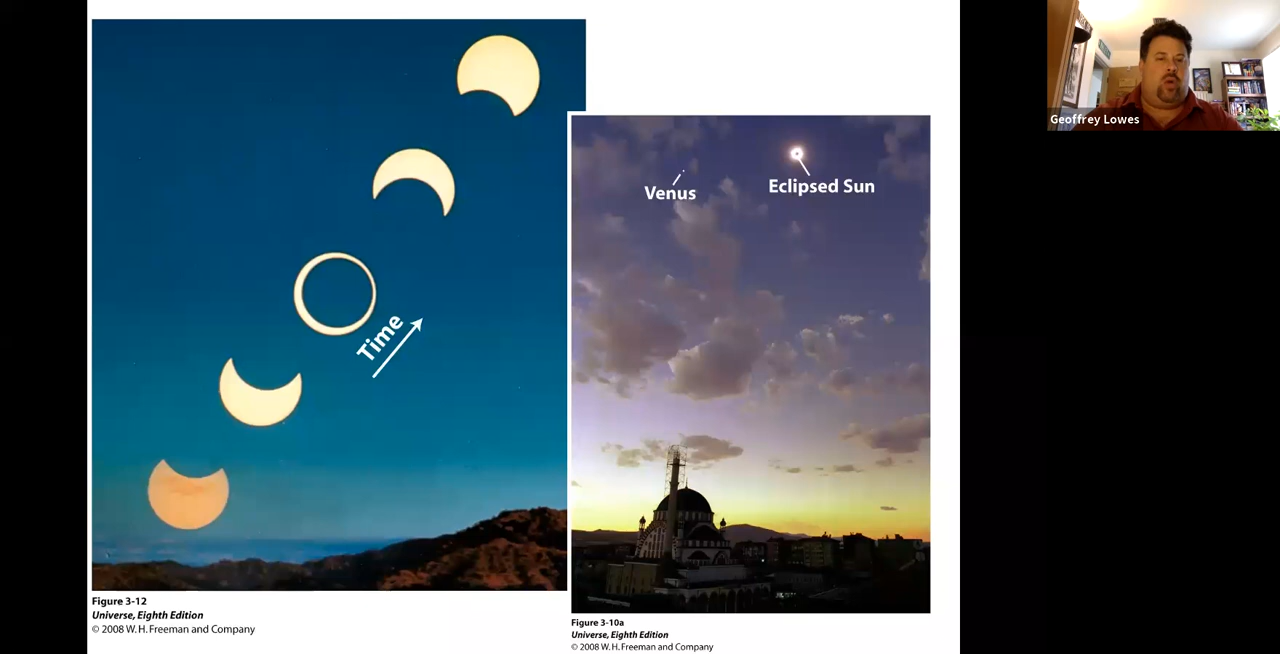 Time
Figure 3-12
Universe, Eighth Edition
© 2008 W. H. Freeman and Company
Venus
Eclipsed Sun
Figure 3-10a
Universe, Eighth Edition
© 2008 W. H. Freeman and Company
Geoffrey Lowes